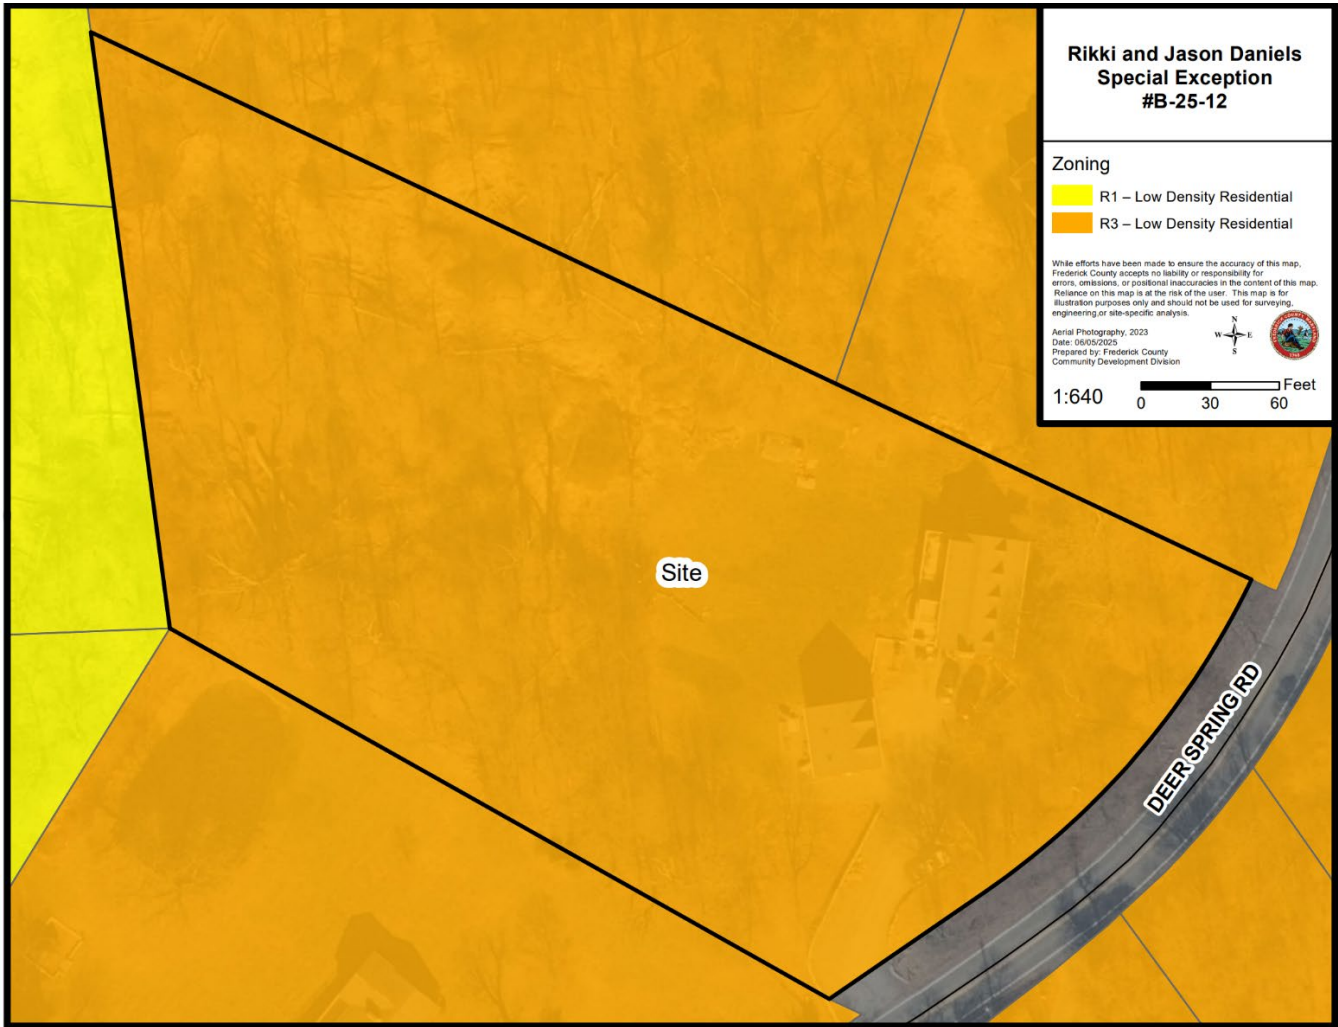 Rikki and Jason Daniels
Special Exception
#B-25-12
Zoning
R1 – Low Density Residential
R3 – Low Density Residential
While efforts have been made to ensure the accuracy of this map,
Frederick County accepts no liability or responsibility for
errors, omissions, or positional inaccuracies in the content of this map.
Reliance on this map is at the risk of the user. This map is for
illustration purposes only and should not be used for surveying,
engineering,or site-specific analysis.
Aerial Photography, 2023
Date: 06/05/2025
Prepared by: Frederick County
Community Development Division
N
W E
S
1:640
Feet
0 30 60
Site
DEER SPRING RD